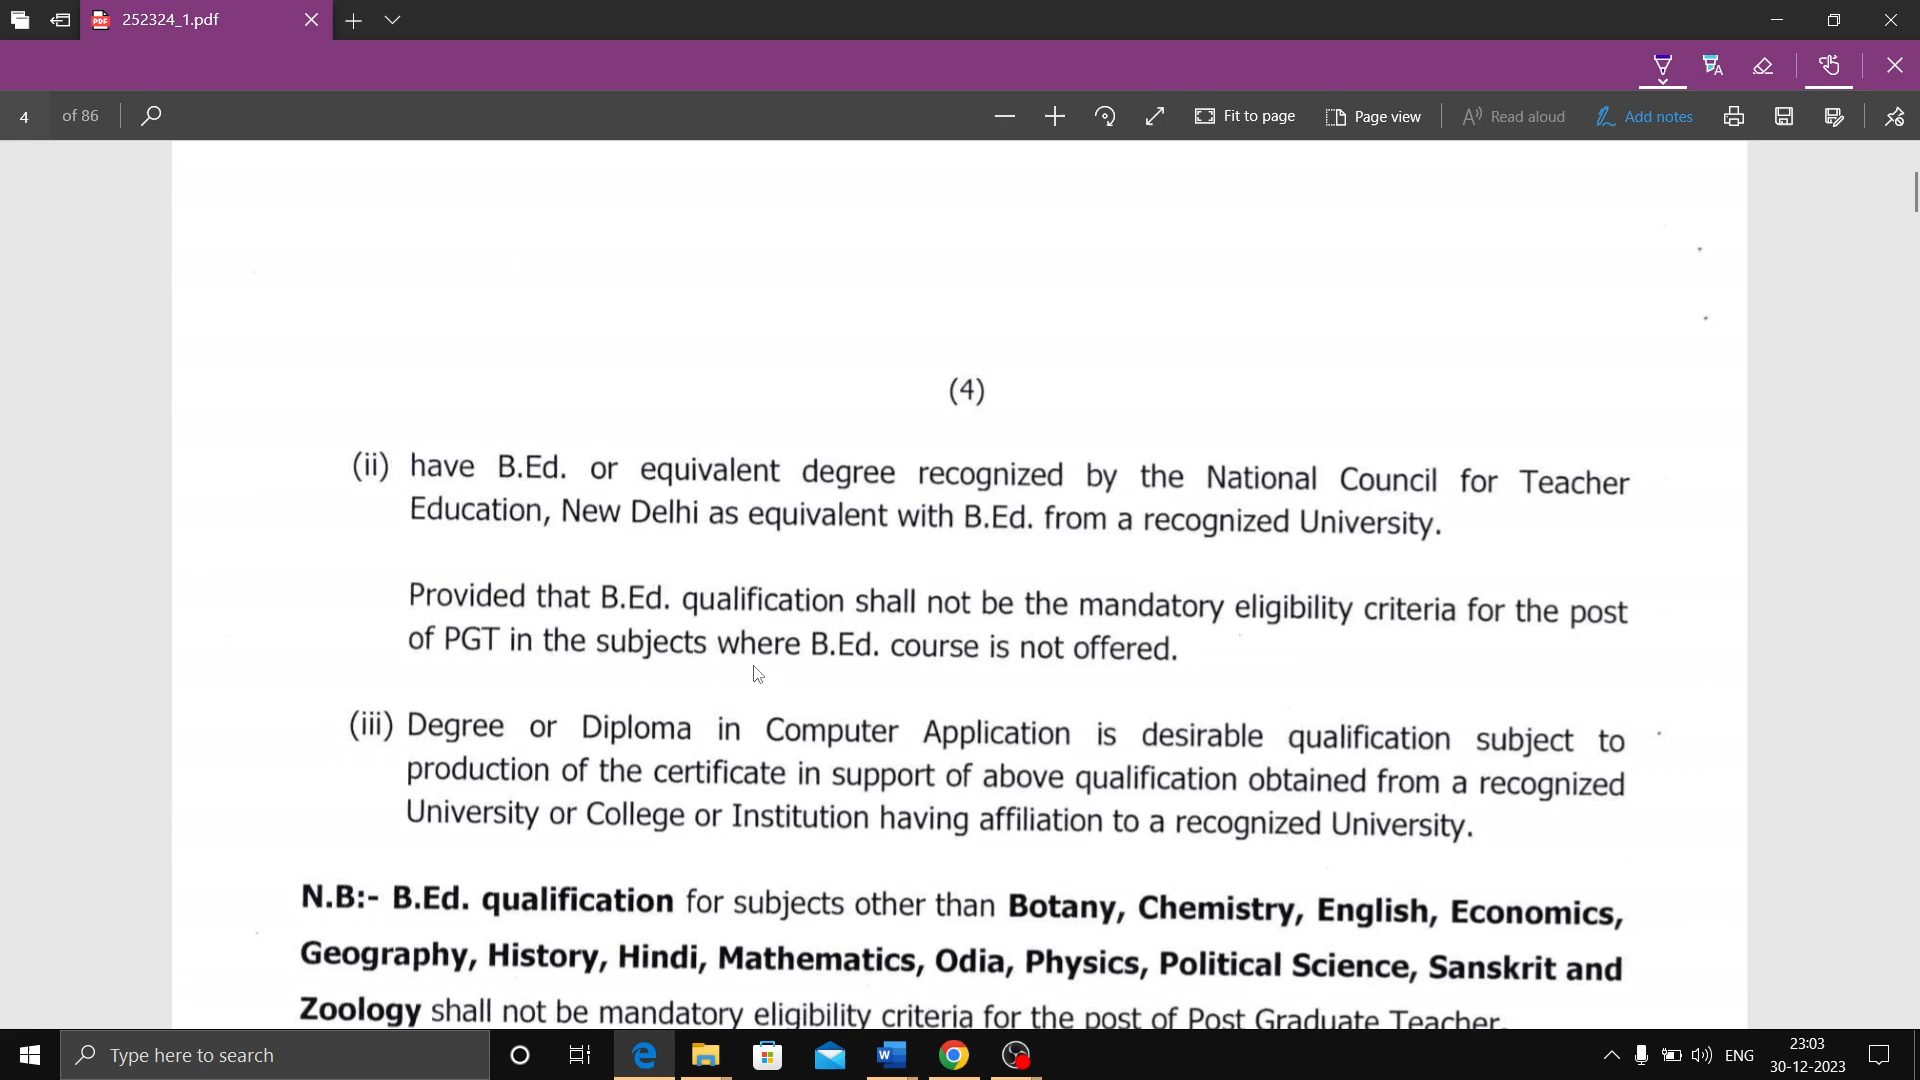 252324_1.pdf
4 of 86 Fit to page Page view Read aloud Add notes
(4)
(ii) have B.Ed. or equivalent degree recognized by the National Council for Teacher
Education, New Delhi as equivalent with B.Ed. from a recognized University.
Provided that B.Ed. qualification shall not be the mandatory eligibility criteria for the post
of PGT in the subjects where B.Ed. course is not offered.
(iii) Degree or Diploma in Computer Application is desirable qualification subject to
production of the certificate in support of above qualification obtained from a recognized
University or College or Institution having affiliation to a recognized University.
N.B:- B.Ed. qualification for subjects other than Botany, Chemistry, English, Economics,
Geography, History, Hindi, Mathematics, Odia, Physics, Political Science, Sanskrit and
Zoology shall not be mandatory eligibility criteria for the post of Post Graduate Teacher.
Type here to search
ENG
23:03
30-12-2023